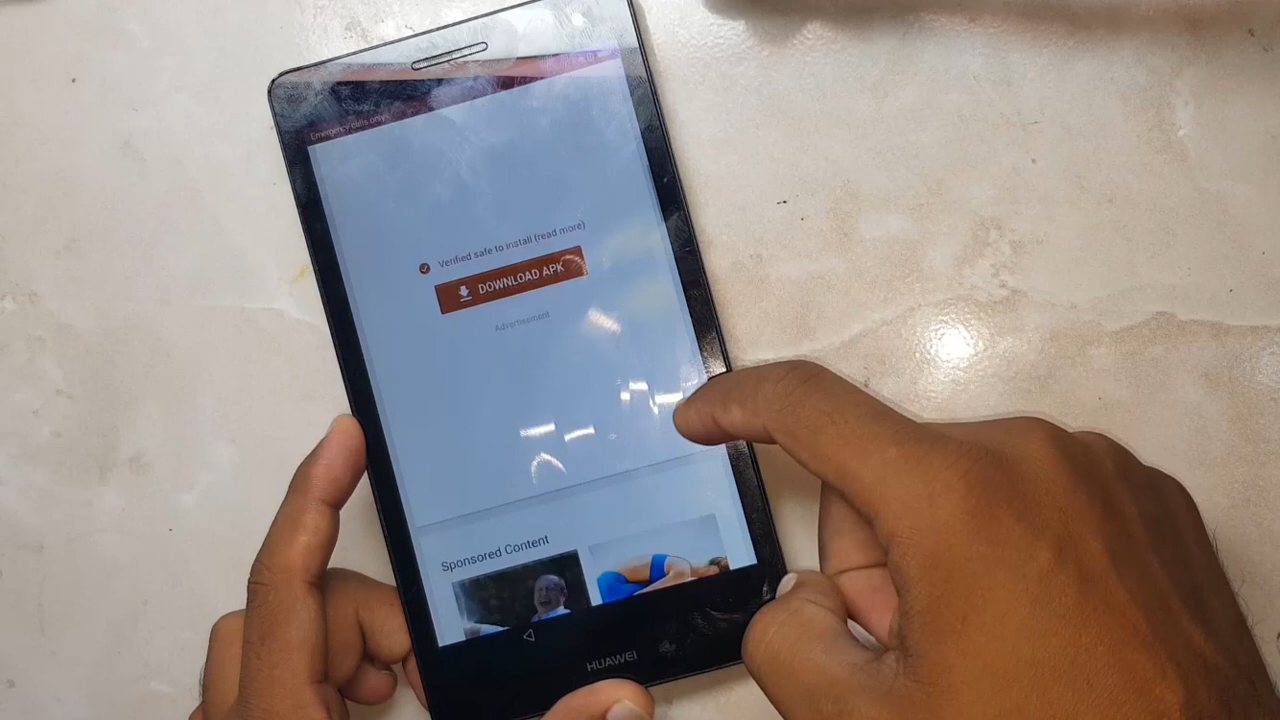 Emergency calls only
Verified safe to install (read more)
DOWNLOAD APK
Advertisement
Sponsored Content
HUAWEI